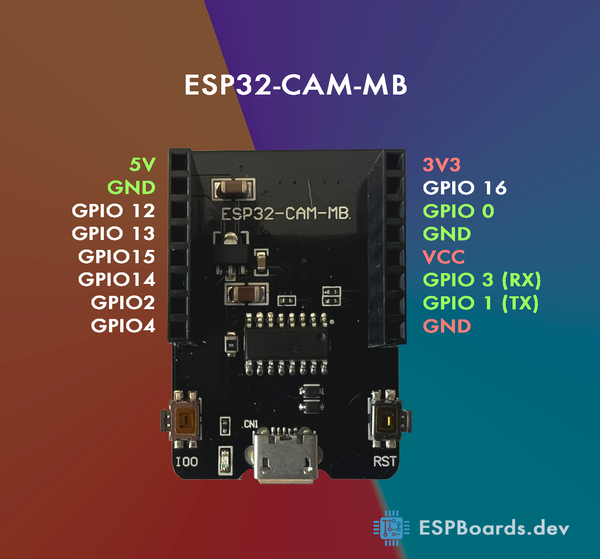 ESP32-CAM-MB
5V
GND
GPIO 12
GPIO 13
GPIO15
GPIO14
GPIO2
GPIO4
3V3
GPIO 16
GPIO 0
GND
VCC
GPIO 3 (RX)
GPIO 1 (TX)
GND
ESP32-CAM-MB.
CN1
IO0
RST
ESPBoards.dev